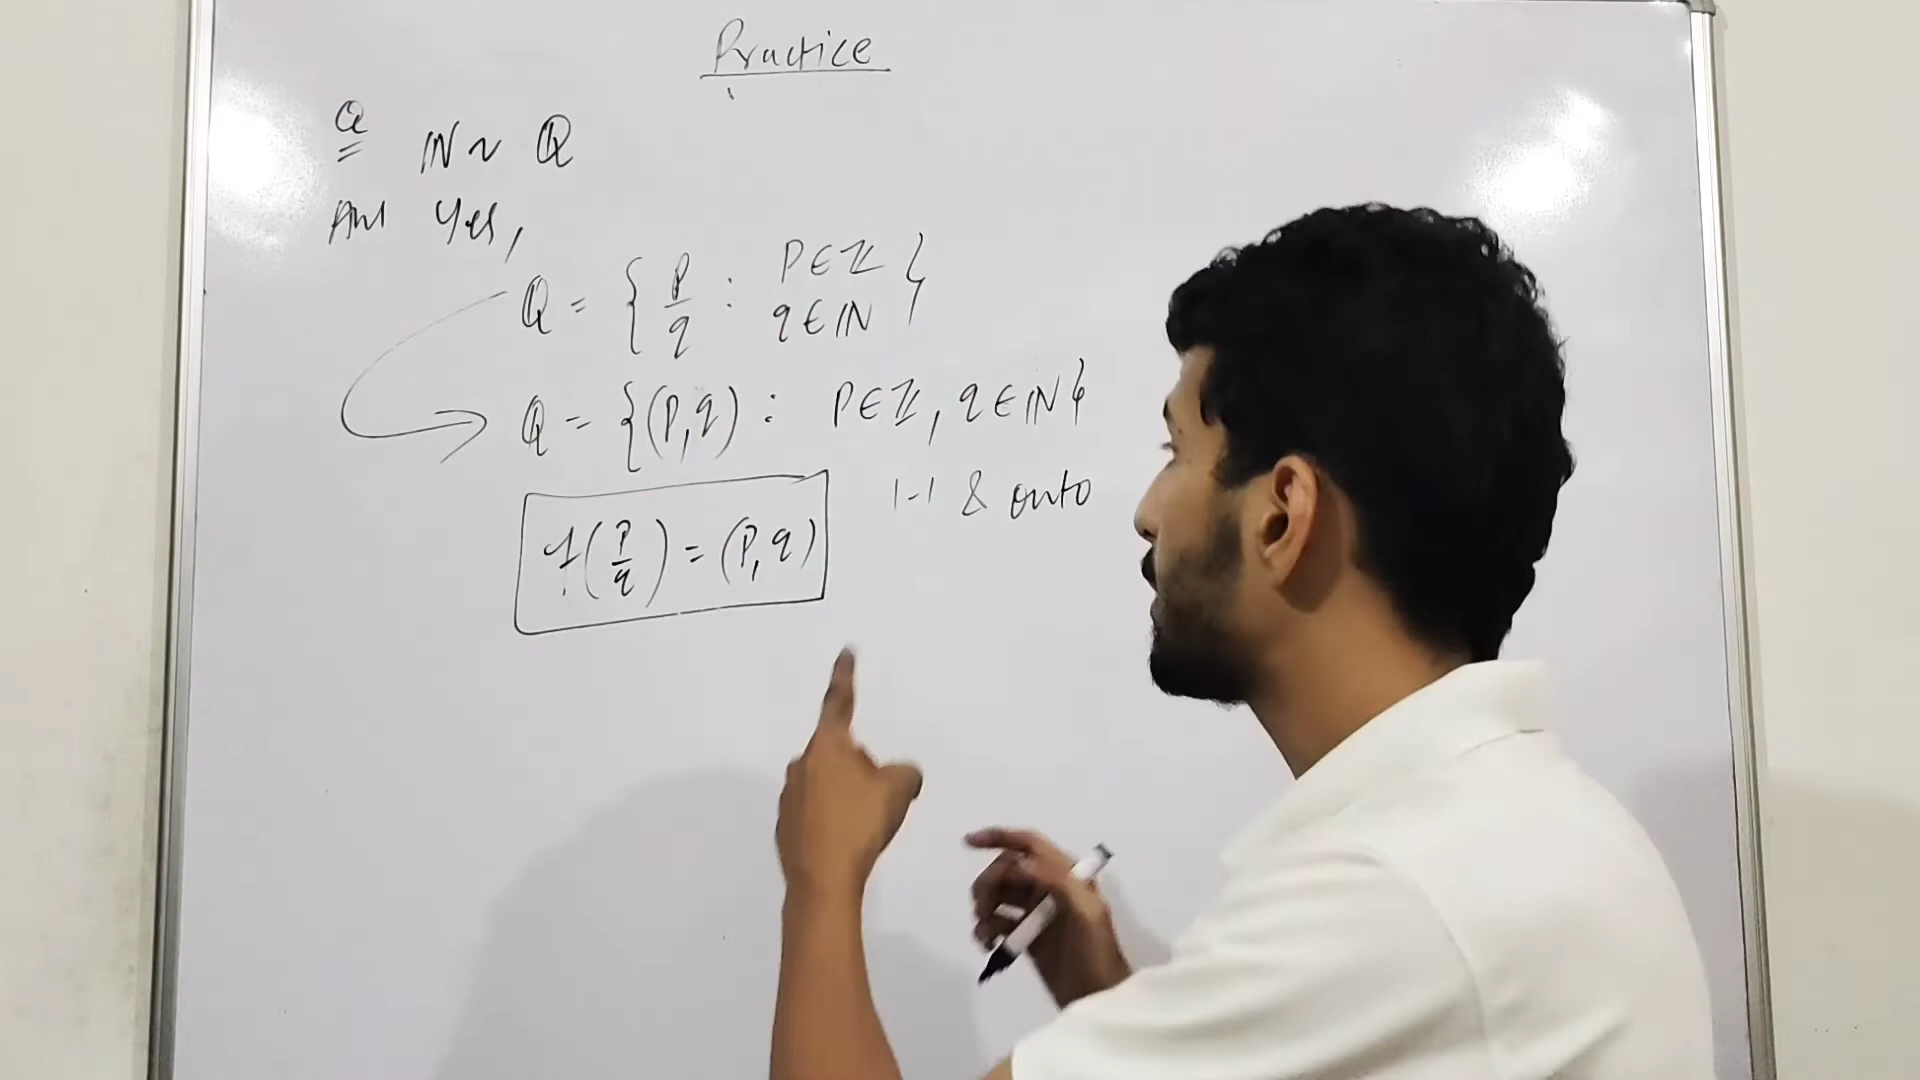 Practice
Q ℕ ~ ℚ
Ans Yes,
ℚ = { p/q : p ∈ ℤ
q ∈ ℕ }
ℚ = {(p,q) : p ∈ ℤ, q ∈ ℕ}
f(p/q) = (p,q) 1-1 & onto